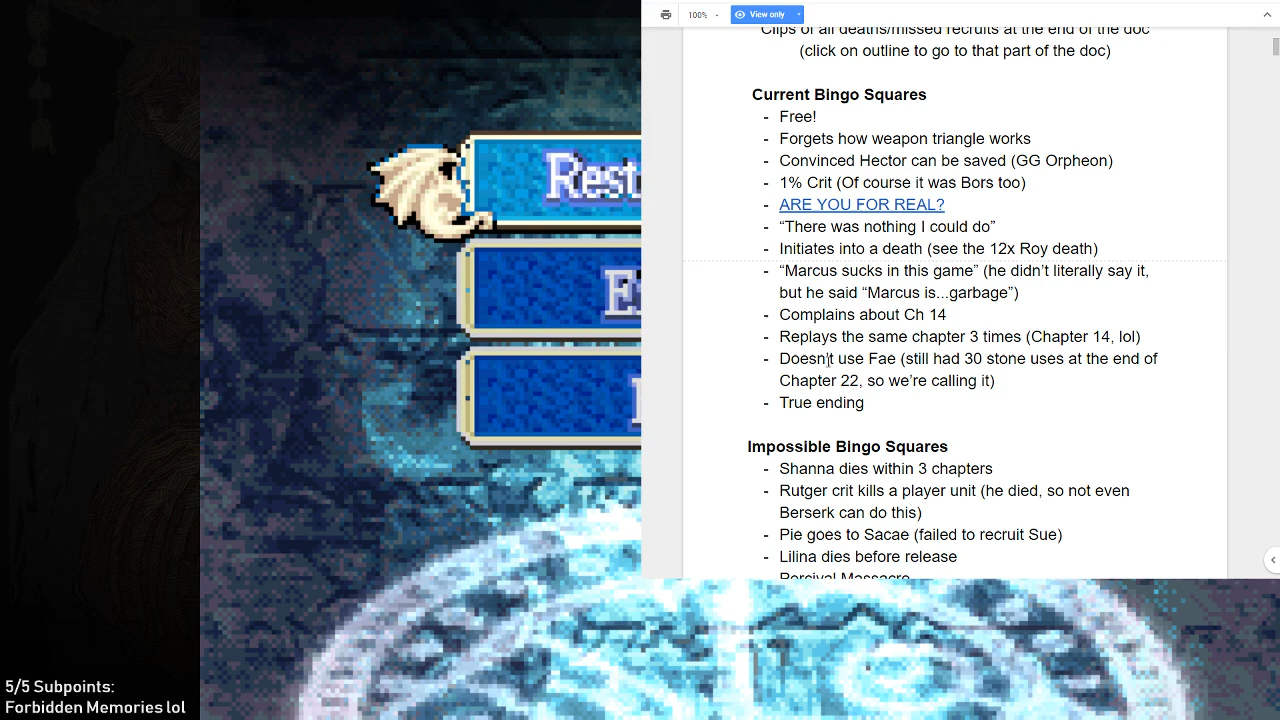 100%
View only
Clips of all deaths/missed recruits at the end of the doc
(click on outline to go to that part of the doc)
Current Bingo Squares
- Free!
- Forgets how weapon triangle works
- Convinced Hector can be saved (GG Orpheon)
- 1% Crit (Of course it was Bors too)
- ARE YOU FOR REAL?
- “There was nothing I could do”
- Initiates into a death (see the 12x Roy death)
- “Marcus sucks in this game” (he didn’t literally say it,
but he said “Marcus is...garbage”)
- Complains about Ch 14
- Replays the same chapter 3 times (Chapter 14, lol)
- Doesn’t use Fae (still had 30 stone uses at the end of
Chapter 22, so we’re calling it)
- True ending
Impossible Bingo Squares
- Shanna dies within 3 chapters
- Rutger crit kills a player unit (he died, so not even
Berserk can do this)
- Pie goes to Sacae (failed to recruit Sue)
- Lilina dies before release
- Percival Massacre
Rest
E
5/5 Subpoints:
Forbidden Memories lol